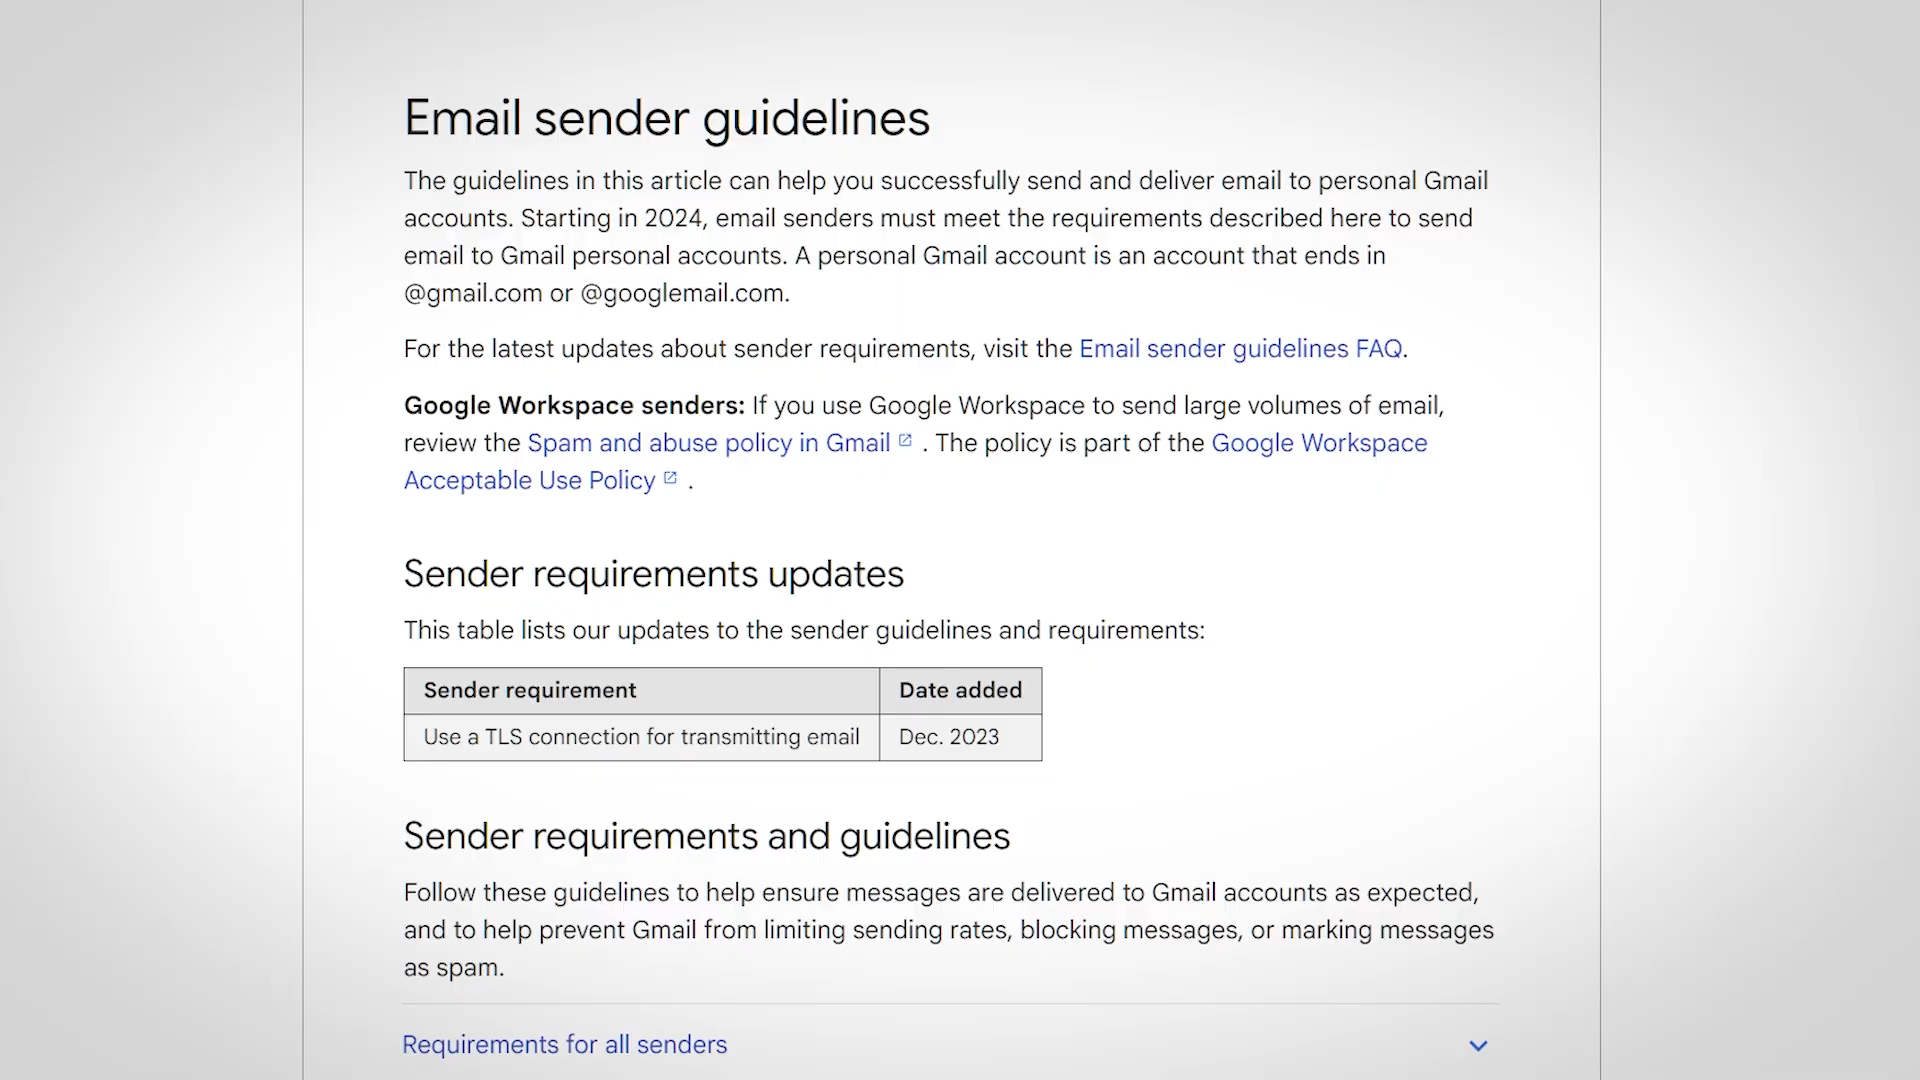 Email sender guidelines
The guidelines in this article can help you successfully send and deliver email to personal Gmail
accounts. Starting in 2024, email senders must meet the requirements described here to send
email to Gmail personal accounts. A personal Gmail account is an account that ends in
@gmail.com or @googlemail.com.
For the latest updates about sender requirements, visit the Email sender guidelines FAQ.
Google Workspace senders: If you use Google Workspace to send large volumes of email,
review the Spam and abuse policy in Gmail . The policy is part of the Google Workspace
Acceptable Use Policy .
Sender requirements updates
This table lists our updates to the sender guidelines and requirements:
Sender requirement Date added
Use a TLS connection for transmitting email Dec. 2023
Sender requirements and guidelines
Follow these guidelines to help ensure messages are delivered to Gmail accounts as expected,
and to help prevent Gmail from limiting sending rates, blocking messages, or marking messages
as spam.
Requirements for all senders